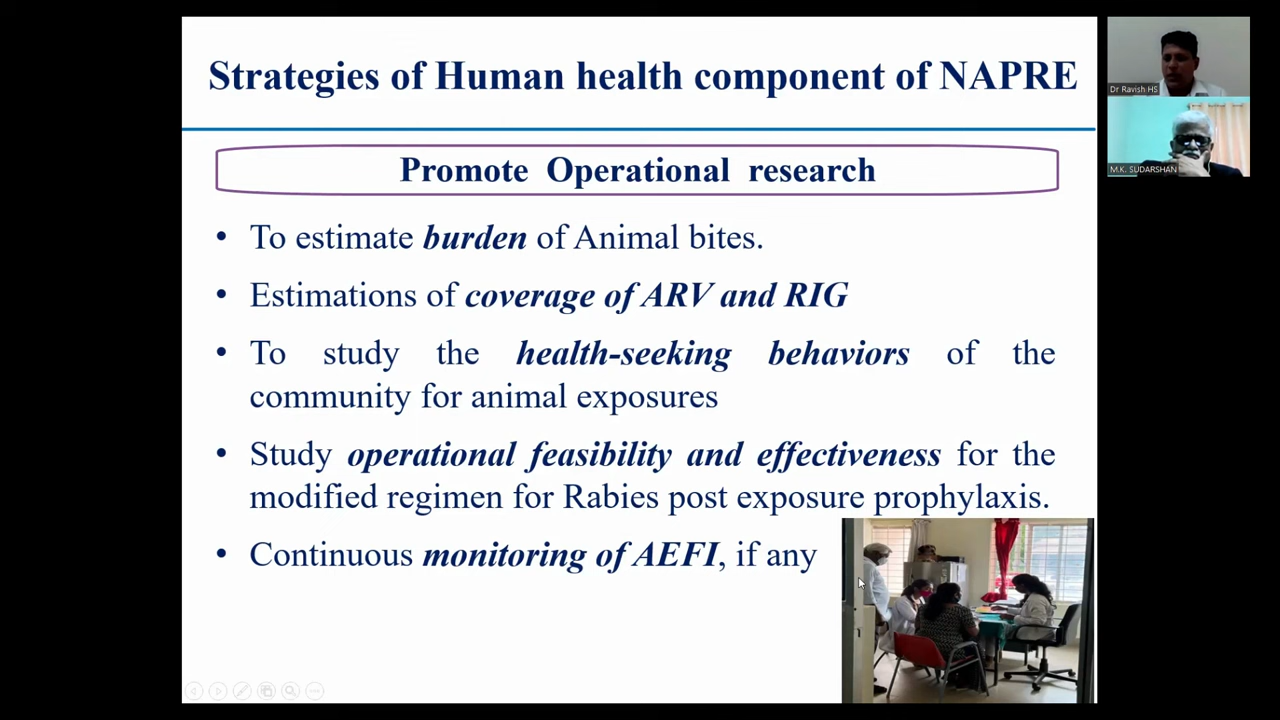 Strategies of Human health component of NAPRE
Promote Operational research
• To estimate burden of Animal bites.
• Estimations of coverage of ARV and RIG
• To study the health-seeking behaviors of the
community for animal exposures
• Study operational feasibility and effectiveness for the
modified regimen for Rabies post exposure prophylaxis.
• Continuous monitoring of AEFI, if any
Dr Ravish HS
M.K. SUDARSHAN